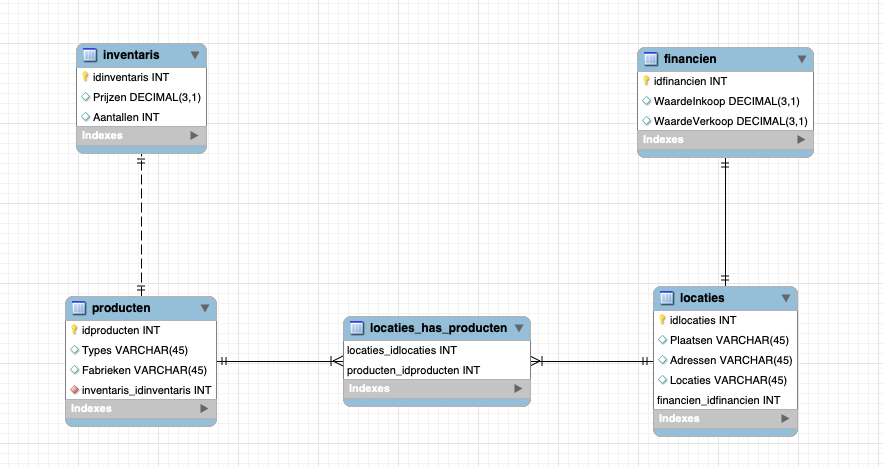 inventaris
idinventaris INT
Prijzen DECIMAL(3,1)
Aantallen INT
Indexes
financien
idfinancien INT
WaardeInkoop DECIMAL(3,1)
WaardeVerkoop DECIMAL(3,1)
Indexes
producten
idproducten INT
Types VARCHAR(45)
Fabrieken VARCHAR(45)
inventaris_idinventaris INT
Indexes
locaties_has_producten
locaties_idlocaties INT
producten_idproducten INT
Indexes
locaties
idlocaties INT
Plaatsen VARCHAR(45)
Adressen VARCHAR(45)
Locaties VARCHAR(45)
financien_idfinancien INT
Indexes